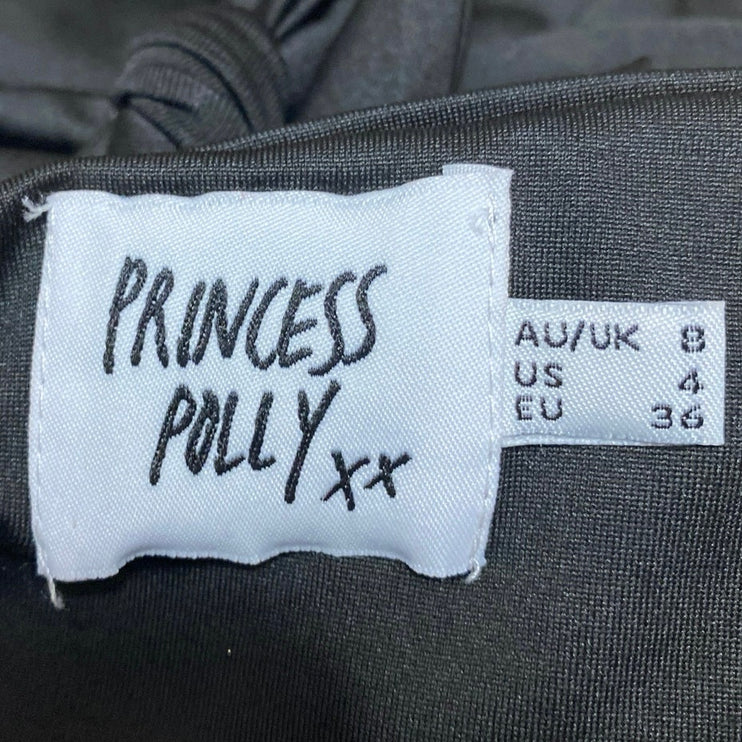 PRINCESS
POLLY xx
AU/UK 8
US 4
EU 36